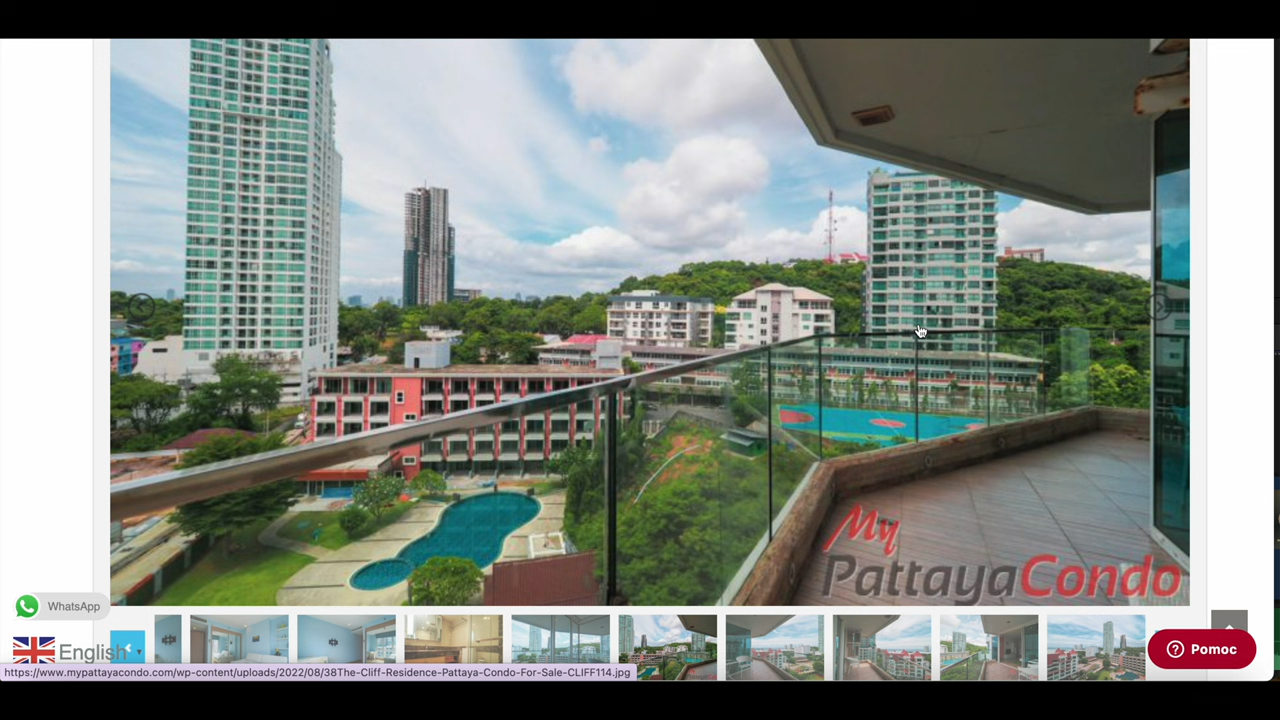 My
PattayaCondo
WhatsApp
English
https://www.mypattayacondo.com/wp-content/uploads/2022/08/38The-Cliff-Residence-Pattaya-Condo-For-Sale-CLIFF114.jpg
Pomoc